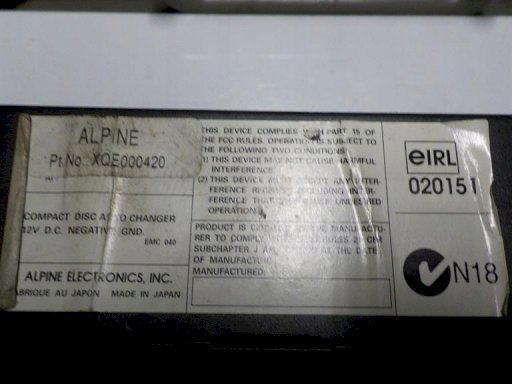 ALPINE
Pt.No. XQE000420
COMPACT DISC AUTO CHANGER
12V D.C. NEGATIVE GND.
EMC 040
ALPINE ELECTRONICS, INC.
FABRIQUE AU JAPON MADE IN JAPAN
THIS DEVICE COMPLIES WITH PART 15 OF
THE FCC RULES. OPERATION IS SUBJECT TO
THE FOLLOWING TWO CONDITIONS:
(1) THIS DEVICE MAY NOT CAUSE HARMFUL
INTERFERENCE
(2) THIS DEVICE MUST ACCEPT ANY INTER-
FERENCE RECEIVED, INCLUDING INTER-
FERENCE THAT MAY CAUSE UNDESIRED
OPERATION
PRODUCT IS CERTIFIED BY THE MANUFACTU-
RER TO COMPLY WITH RULES 21 CFR
SUBCHAPTER J AT THE DATE
OF MANUFACTURE
MANUFACTURED:
eIRL
020151
N18